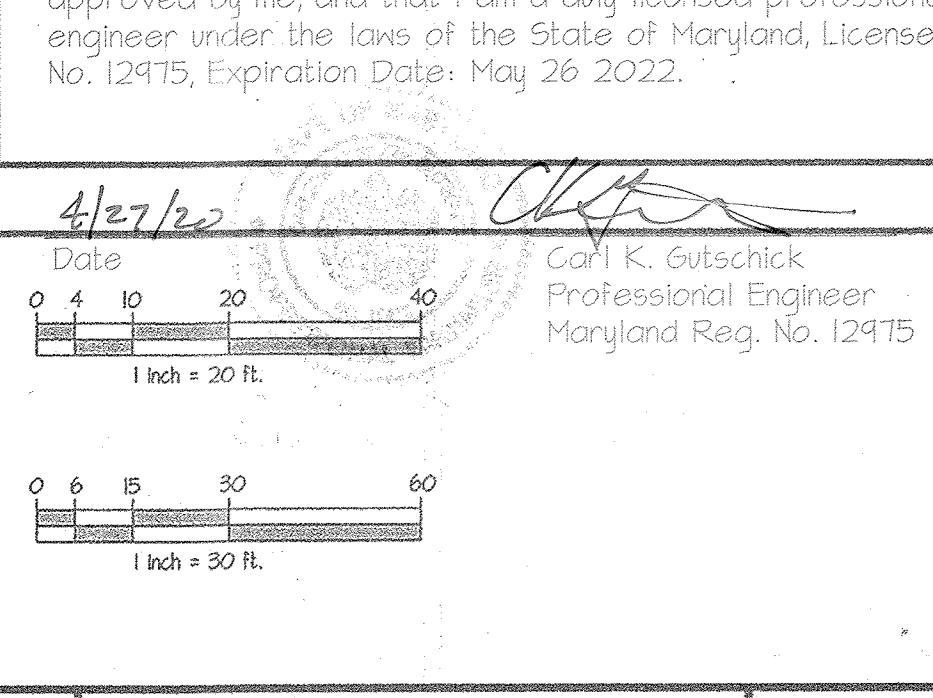 approved by me, and that I am a duly licensed professional
engineer under the laws of the State of Maryland, License
No. 12975, Expiration Date: May 26 2022.
4/27/20
Date
Carl K. Gutschick
Professional Engineer
Maryland Reg. No. 12975
0 4 10 20 40
1 inch = 20 ft.
0 6 15 30 60
1 inch = 30 ft.